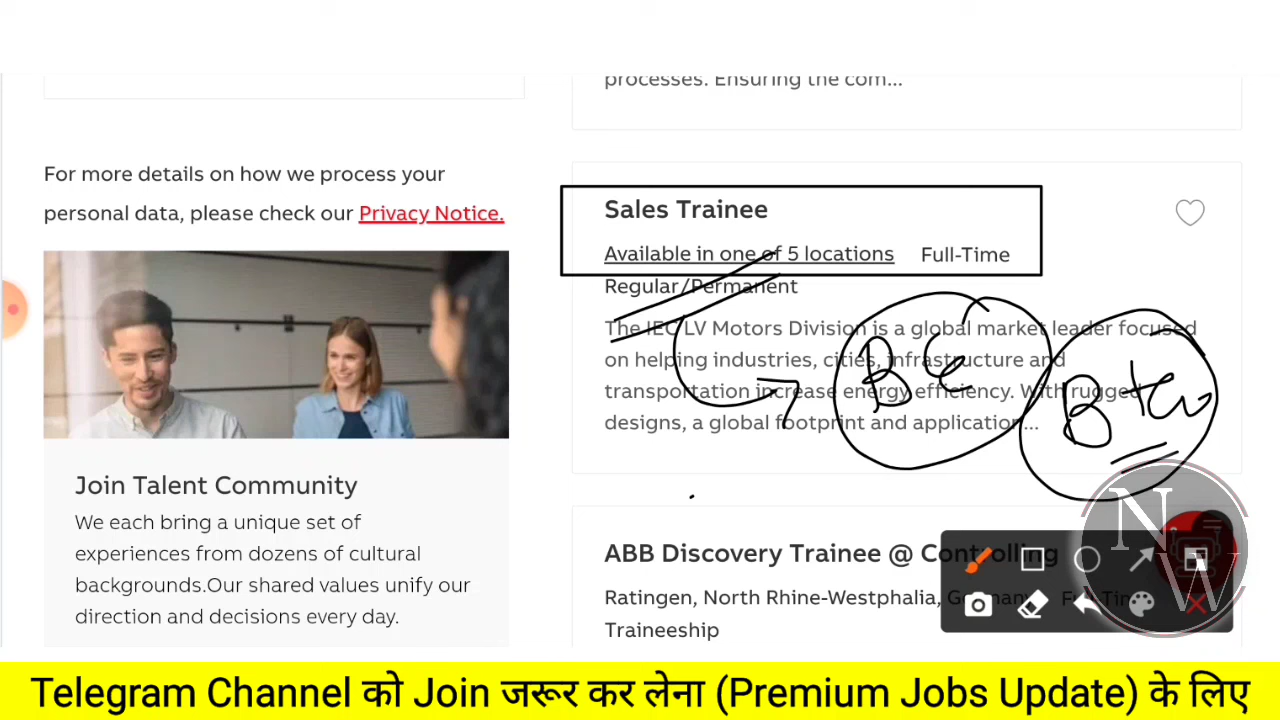 processes. Ensuring the com...
For more details on how we process your
personal data, please check our Privacy Notice.
Join Talent Community
We each bring a unique set of
experiences from dozens of cultural
backgrounds.Our shared values unify our
direction and decisions every day.
Sales Trainee
Available in one of 5 locations Full-Time
Regular/Permanent
The IEC LV Motors Division is a global market leader focused
on helping industries, cities, infrastructure and
transportation increase energy efficiency. With rugged
designs, a global footprint and application...
BE
B
ABB Discovery Trainee @ Controlling
Ratingen, North Rhine-Westphalia, Germany Full-Time
Traineeship
N
W
Telegram Channel को Join जरूर कर लेना (Premium Jobs Update) के लिए